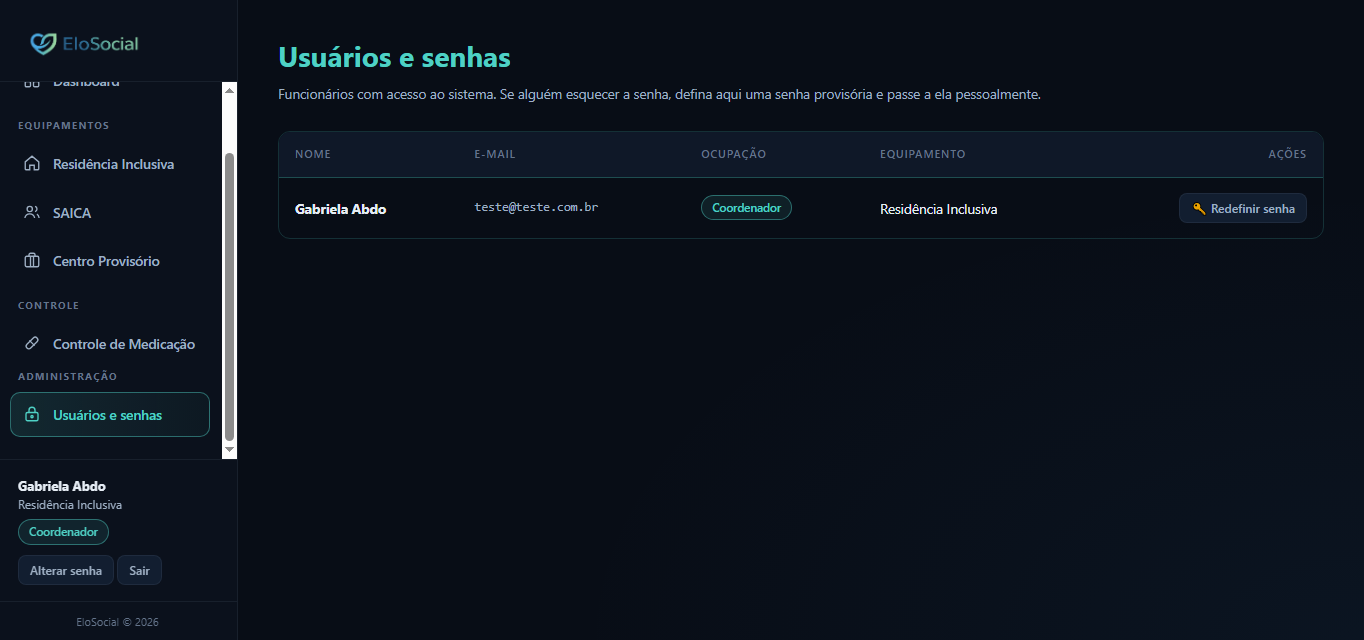 EloSocial
Dashboard
EQUIPAMENTOS
Residência Inclusiva
SAICA
Centro Provisório
CONTROLE
Controle de Medicação
ADMINISTRAÇÃO
Usuários e senhas
Gabriela Abdo
Residência Inclusiva
Coordenador
Alterar senha Sair
EloSocial © 2026
Usuários e senhas
Funcionários com acesso ao sistema. Se alguém esquecer a senha, defina aqui uma senha provisória e passe a ela pessoalmente.
NOME E-MAIL OCUPAÇÃO EQUIPAMENTO AÇÕES
Gabriela Abdo teste@teste.com.br Coordenador Residência Inclusiva Redefinir senha